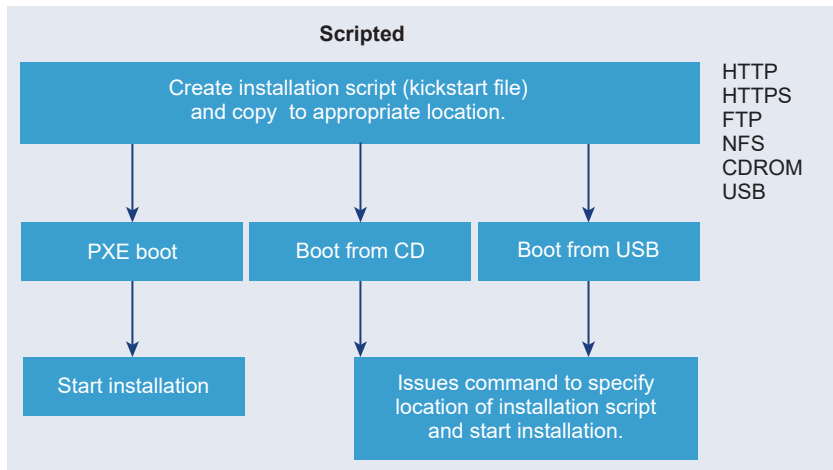 Scripted
Create installation script (kickstart file)
and copy to appropriate location.
HTTP
HTTPS
FTP
NFS
CDROM
USB
PXE boot
Boot from CD
Boot from USB
Start installation
Issues command to specify
location of installation script
and start installation.